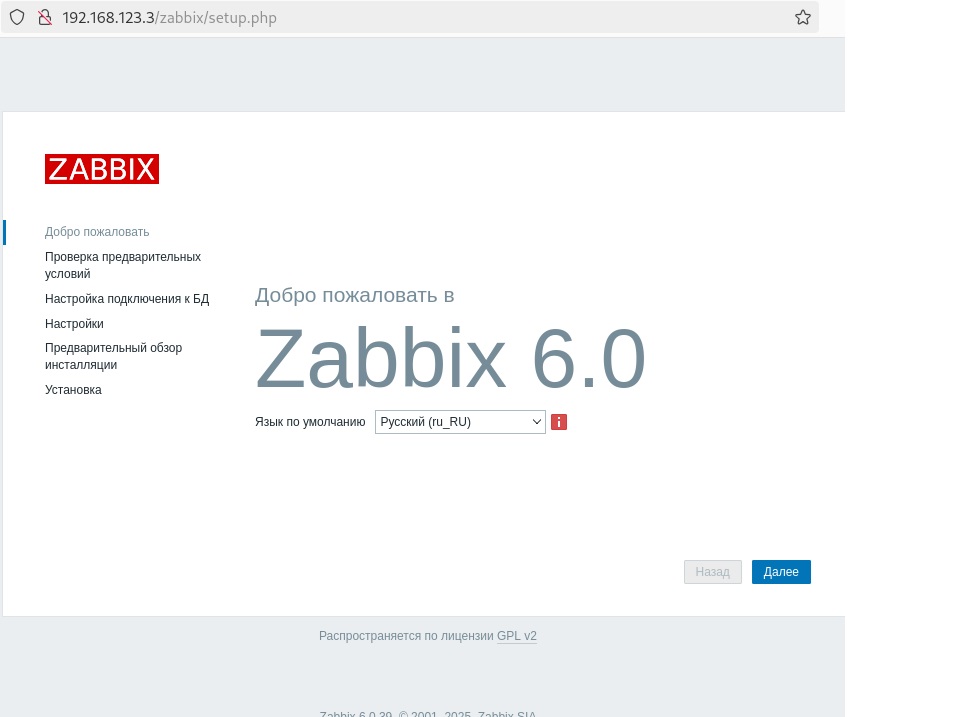 192.168.123.3/zabbix/setup.php
ZABBIX
Добро пожаловать
Проверка предварительных
условий
Настройка подключения к БД
Настройки
Предварительный обзор
инсталляции
Установка
Добро пожаловать в
Zabbix 6.0
Язык по умолчанию Русский (ru_RU)
Назад Далее
Распространяется по лицензии GPL v2
Zabbix 6.0.39. © 2001–2025, Zabbix SIA